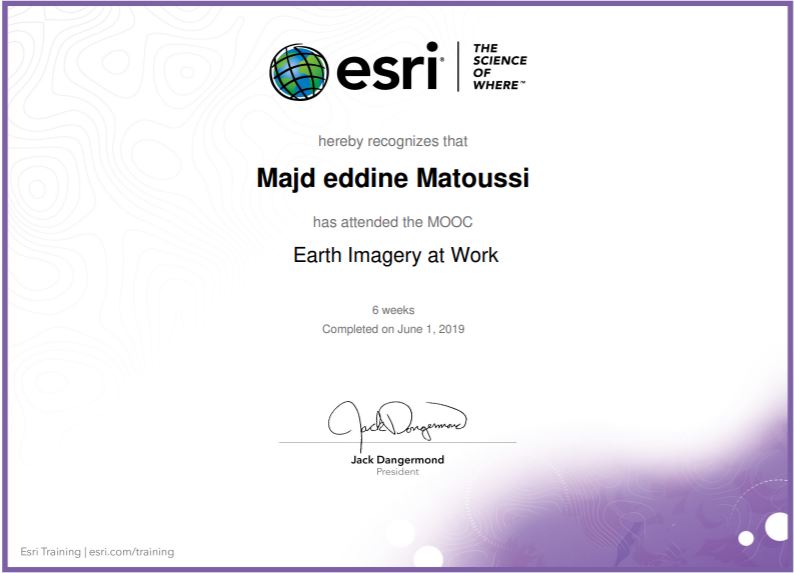 esri®
THE
SCIENCE
OF
WHERE™
hereby recognizes that
Majd eddine Matoussi
has attended the MOOC
Earth Imagery at Work
6 weeks
Completed on June 1, 2019
Jack Dangermond
Jack Dangermond
President
Esri Training | esri.com/training